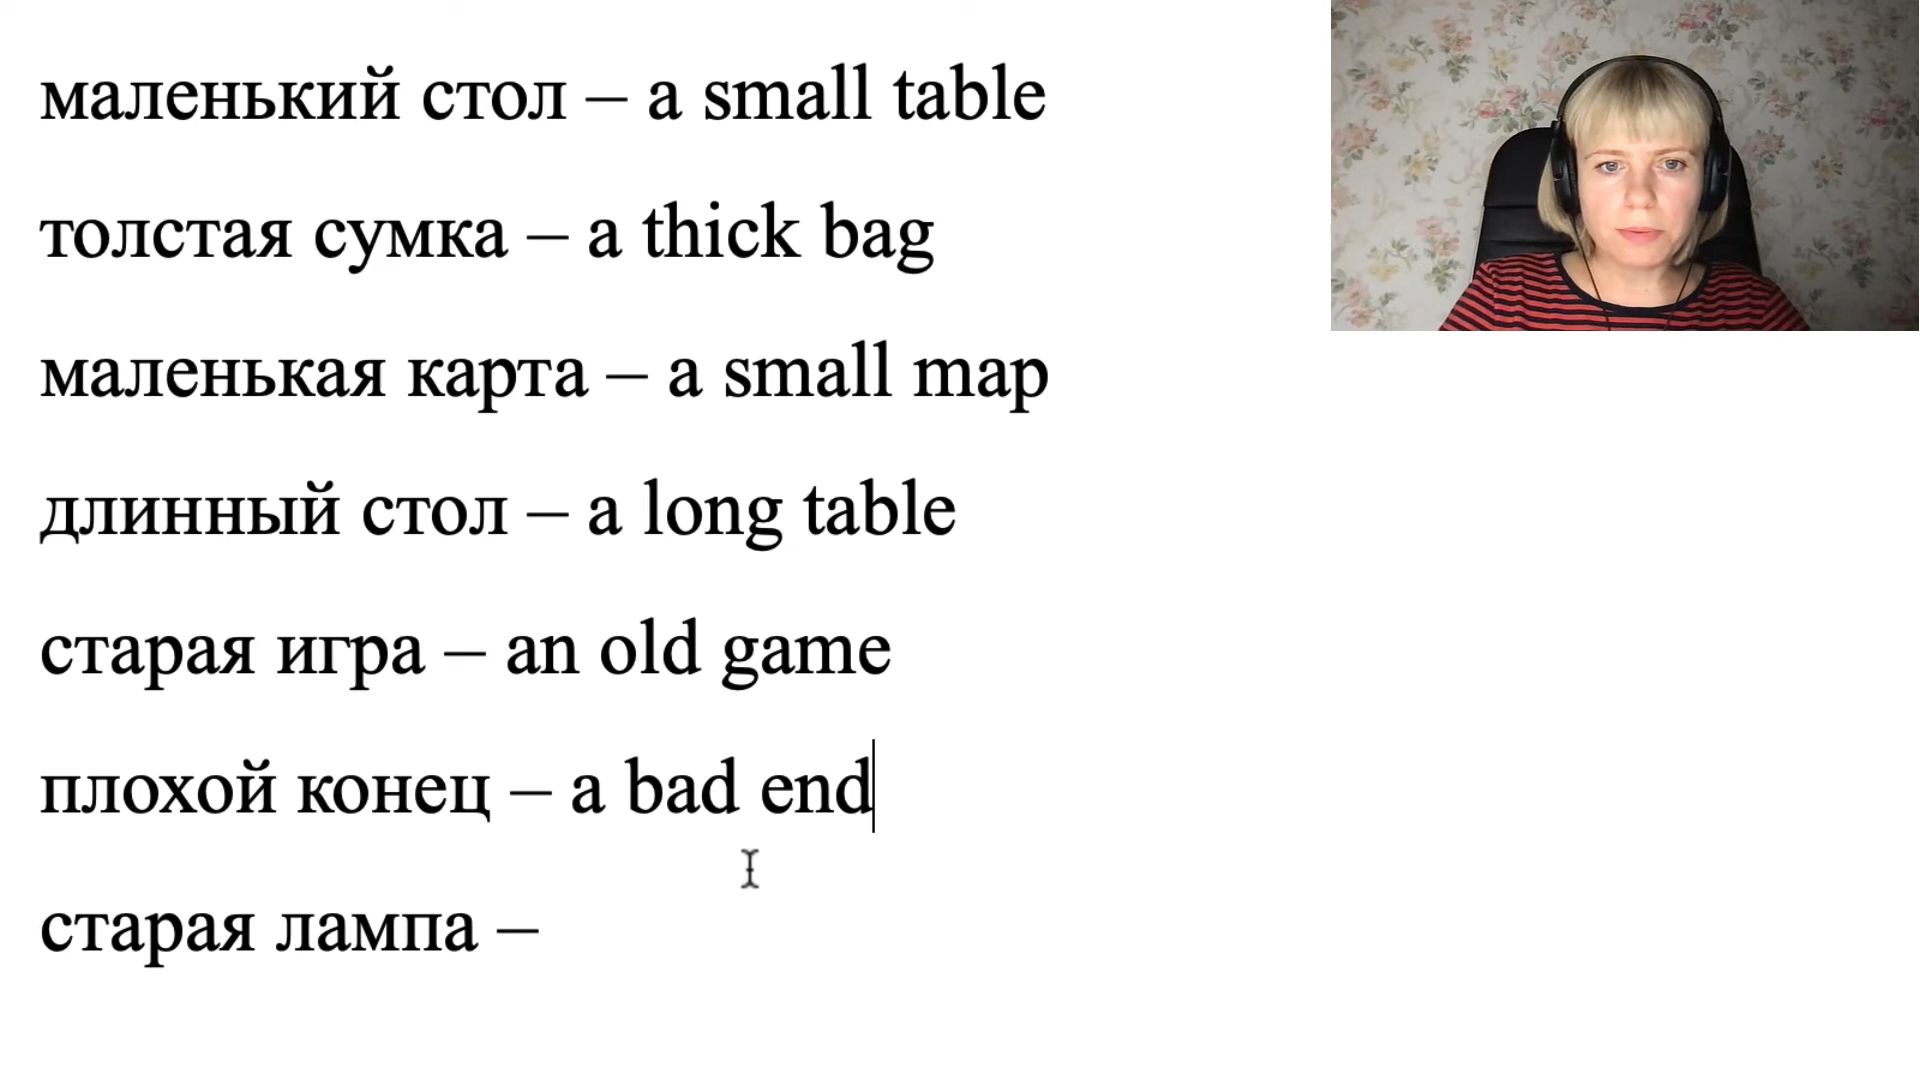 маленький стол – a small table
толстая сумка – a thick bag
маленькая карта – a small map
длинный стол – a long table
старая игра – an old game
плохой конец – a bad end
старая лампа –